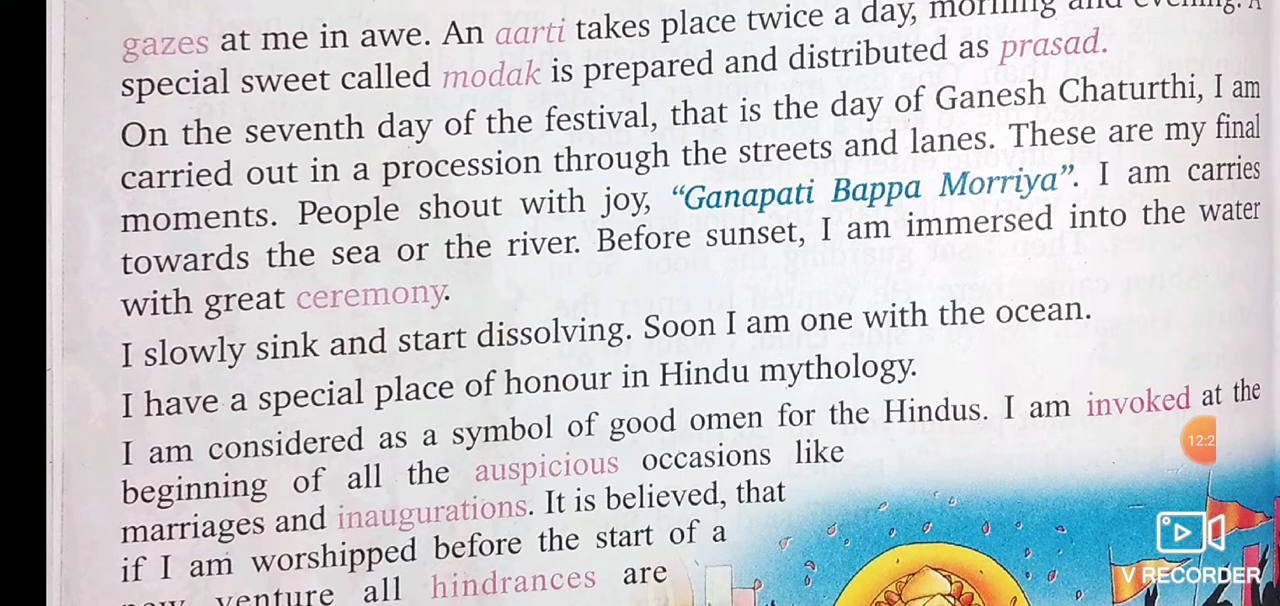 gazes at me in awe. An aarti takes place twice a day, morning and evening. A
special sweet called modak is prepared and distributed as prasad.
On the seventh day of the festival, that is the day of Ganesh Chaturthi, I am
carried out in a procession through the streets and lanes. These are my final
moments. People shout with joy, “Ganapati Bappa Morriya”. I am carries
towards the sea or the river. Before sunset, I am immersed into the water
with great ceremony.
I slowly sink and start dissolving. Soon I am one with the ocean.
I have a special place of honour in Hindu mythology.
I am considered as a symbol of good omen for the Hindus. I am invoked at the
beginning of all the auspicious occasions like
marriages and inaugurations. It is believed, that
if I am worshipped before the start of a
new venture all hindrances are
12:2
V RECORDER